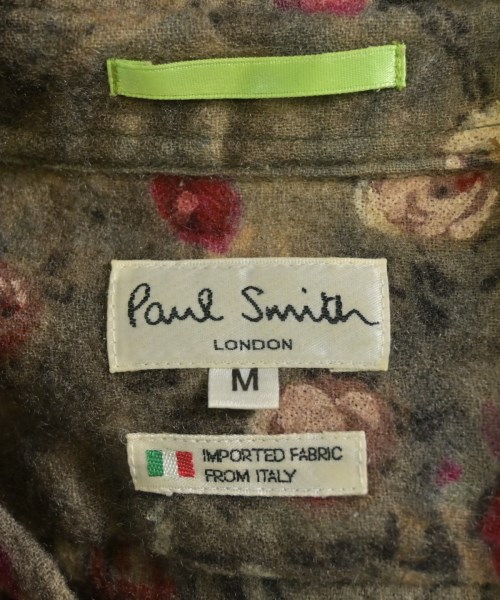 Paul Smith
LONDON
M
IMPORTED FABRIC
FROM ITALY